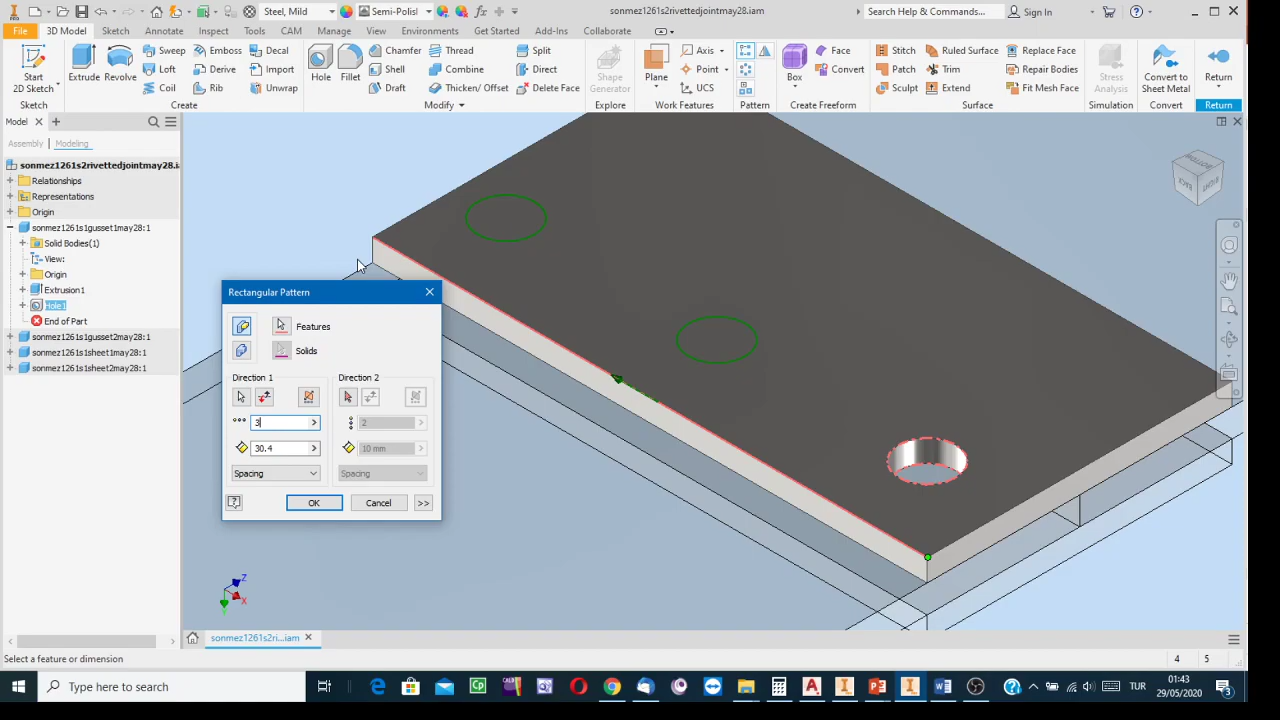 PRO
Steel, Mild
Semi-Polisl
fx
sonmez1261s2rivettedjointmay28.iam
Search Help & Commands...
Sign In
File
3D Model
Sketch
Annotate
Inspect
Tools
CAM
Manage
View
Environments
Get Started
Add-Ins
Collaborate
Start
2D Sketch
Extrude
Revolve
Sweep
Loft
Coil
Emboss
Derive
Rib
Decal
Import
Unwrap
Hole
Fillet
Chamfer
Shell
Draft
Thread
Combine
Thicken/ Offset
Split
Direct
Delete Face
Shape
Generator
Plane
Axis
Point
UCS
Box
Face
Convert
Stitch
Patch
Sculpt
Ruled Surface
Trim
Extend
Replace Face
Repair Bodies
Fit Mesh Face
Stress
Analysis
Convert to
Sheet Metal
Return
Sketch
Create
Modify
Explore
Work Features
Pattern
Create Freeform
Surface
Simulation
Convert
Return
Model
Assembly
Modeling
sonmez1261s2rivettedjointmay28.ia
Relationships
Representations
Origin
sonmez1261s1gusset1may28:1
Solid Bodies(1)
View:
Origin
Extrusion1
Hole1
End of Part
sonmez1261s1gusset2may28:1
sonmez1261s1sheet1may28:1
sonmez1261s1sheet2may28:1
Rectangular Pattern
Features
Solids
Direction 1
Direction 2
3
2
30.4
10 mm
Spacing
Spacing
OK
Cancel
>>
BOTTOM
BACK
Z
X
sonmez1261s2ri...iam
Select a feature or dimension
4
5
Type here to search
TUR
01:43
29/05/2020
3